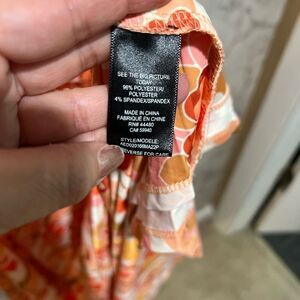 SEE THE BIG PICTURE
TODAY
96% POLYESTER/
POLYESTER
4% SPANDEX/SPANDEX
MADE IN CHINA
FABRIQUÉ EN CHINE
RN# 44480
CA# 59940
STYLE/MODELE:
REVERSE FOR CARE